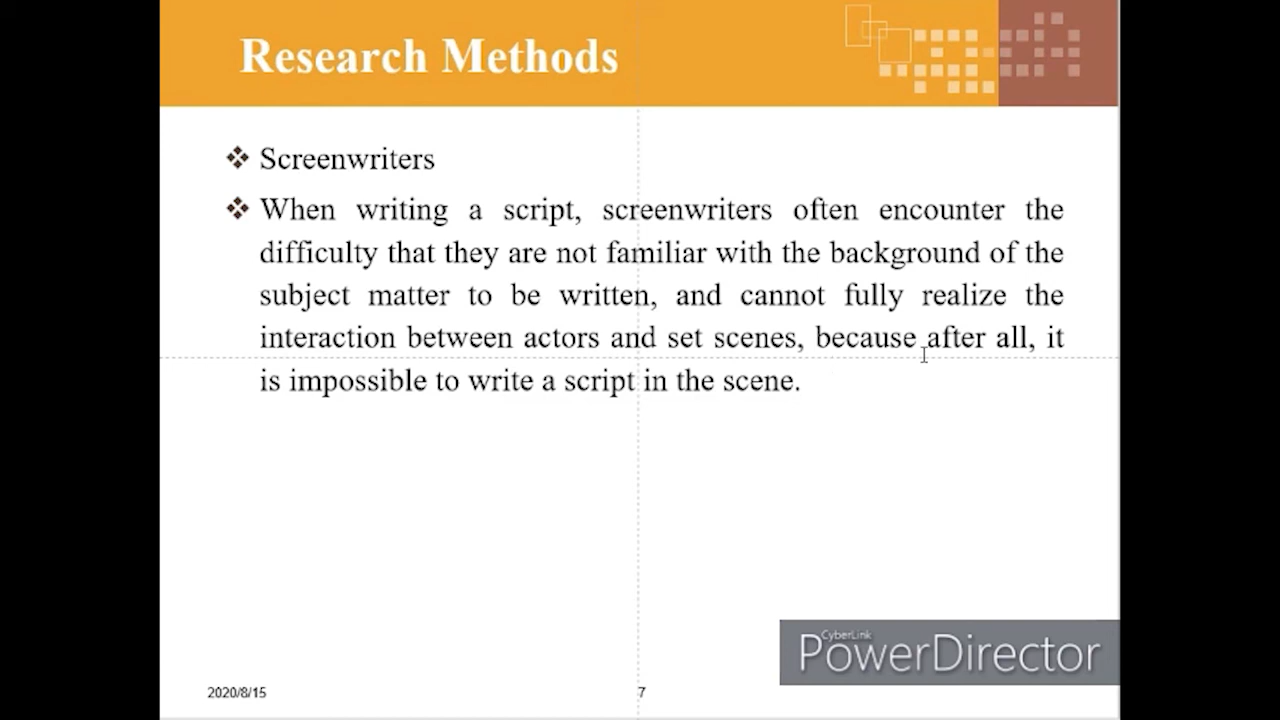 Research Methods
Screenwriters
When writing a script, screenwriters often encounter the
difficulty that they are not familiar with the background of the
subject matter to be written, and cannot fully realize the
interaction between actors and set scenes, because after all, it
is impossible to write a script in the scene.
CyberLink
PowerDirector
2020/8/15
7